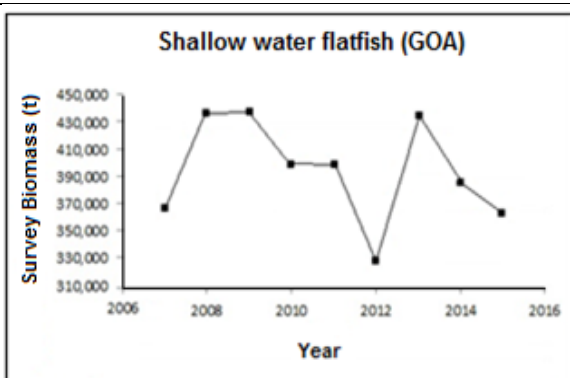 Shallow water flatfish (GOA)
Survey Biomass (t)
450,000
430,000
410,000
390,000
370,000
350,000
330,000
310,000
2006 2008 2010 2012 2014 2016
Year